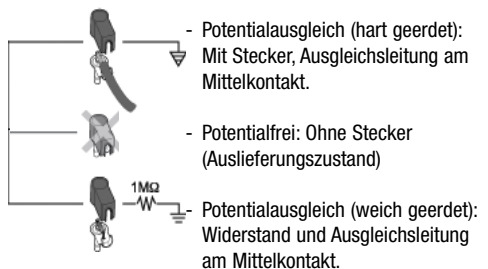 - Potentialausgleich (hart geerdet):
Mit Stecker, Ausgleichsleitung am
Mittelkontakt.
- Potentialfrei: Ohne Stecker
(Auslieferungszustand)
1MΩ
- Potentialausgleich (weich geerdet):
Widerstand und Ausgleichsleitung
am Mittelkontakt.